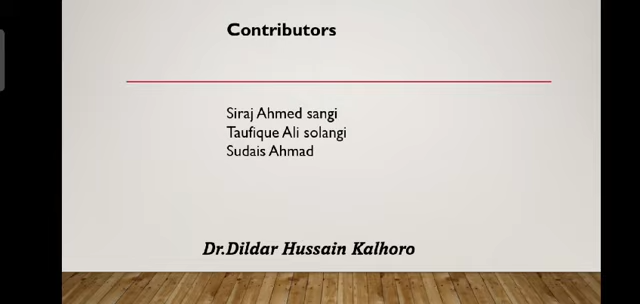 Contributors
Siraj Ahmed sangi
Taufique Ali solangi
Sudais Ahmad
Dr.Dildar Hussain Kalhoro